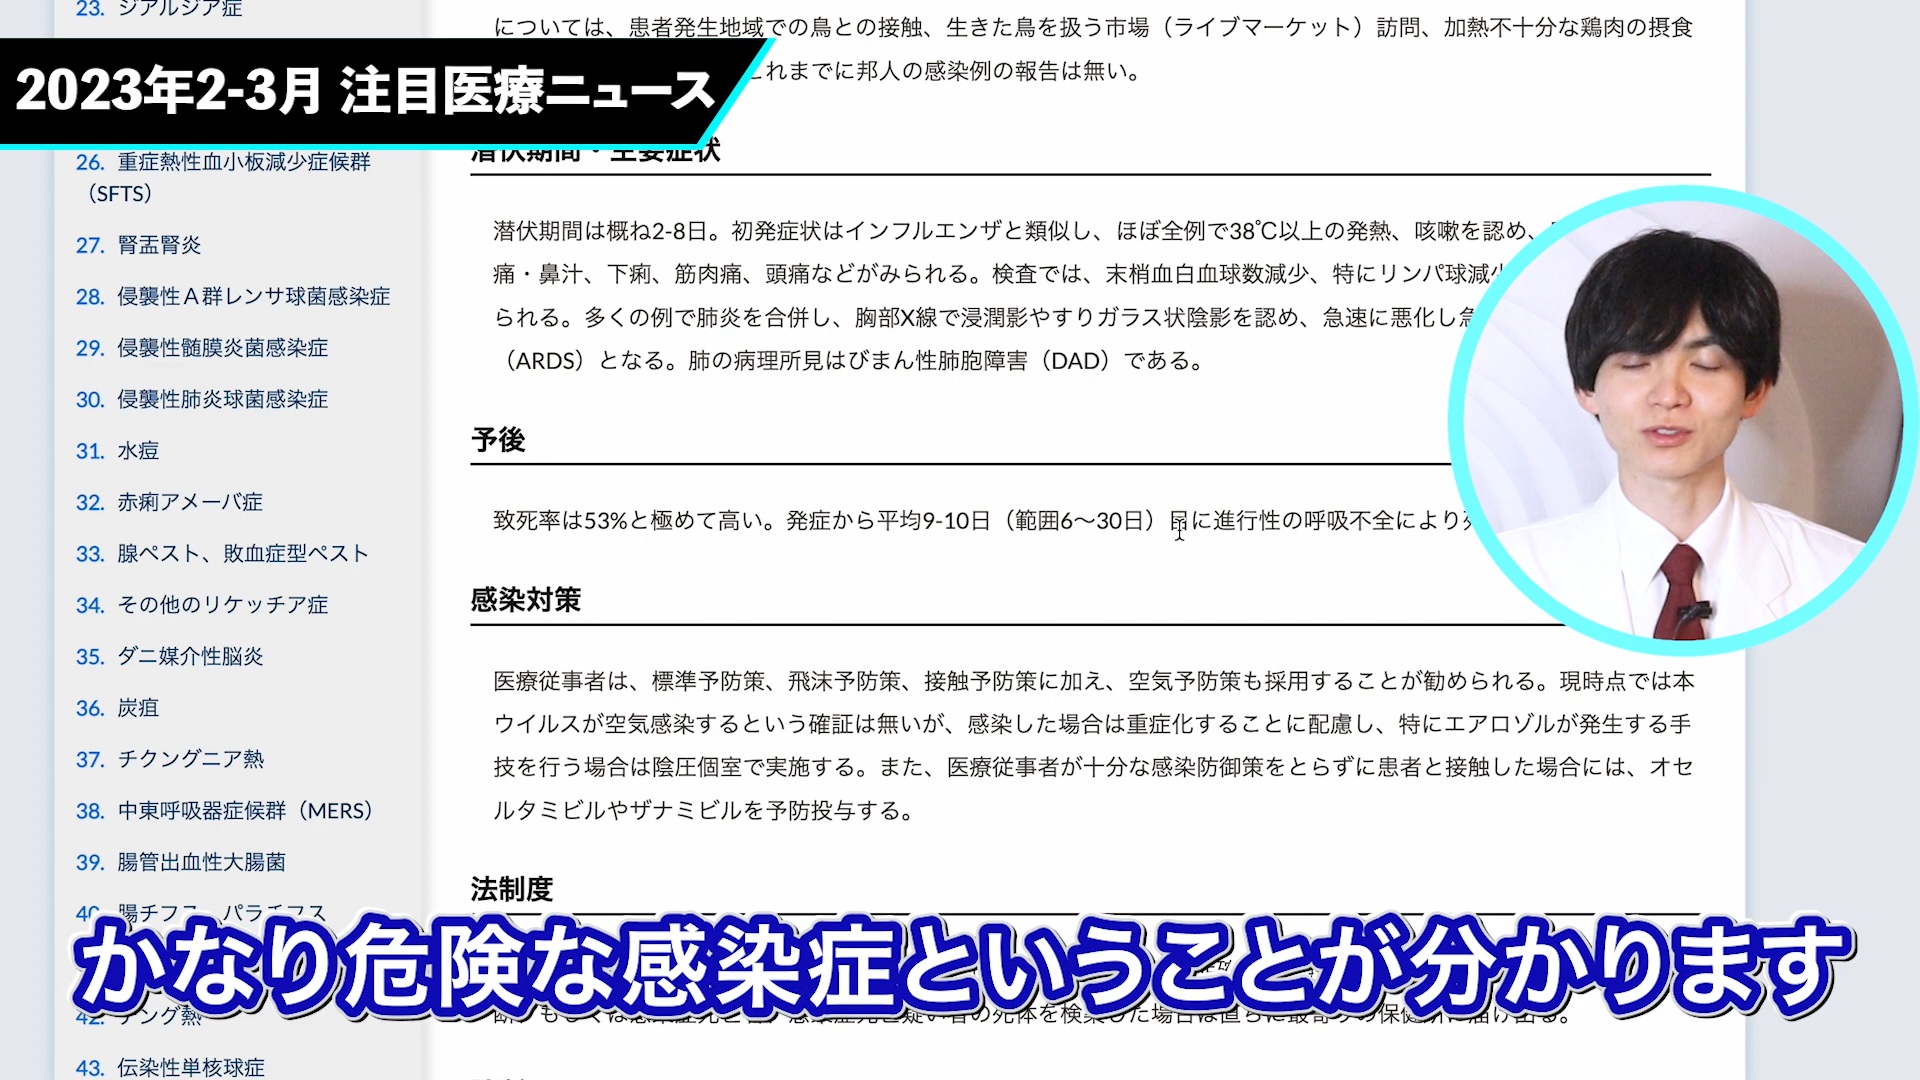 23. ジアルジア症
については、患者発生地域での鳥との接触、生きた鳥を扱う市場（ライブマーケット）訪問、加熱不十分な鶏肉の摂食
これまでに邦人の感染例の報告は無い。
2023年2-3月 注目医療ニュース
潜伏期間・主要症状
26. 重症熱性血小板減少症候群
（SFTS）
27. 腎盂腎炎
28. 侵襲性Ａ群レンサ球菌感染症
29. 侵襲性髄膜炎菌感染症
30. 侵襲性肺炎球菌感染症
31. 水痘
32. 赤痢アメーバ症
33. 腺ペスト、敗血症型ペスト
34. その他のリケッチア症
35. ダニ媒介性脳炎
36. 炭疽
37. チクングニア熱
38. 中東呼吸器症候群（MERS）
39. 腸管出血性大腸菌
40. 腸チフス、パラチフス
42. デング熱
43. 伝染性単核球症
潜伏期間は概ね2-8日。初発症状はインフルエンザと類似し、ほぼ全例で38℃以上の発熱、咳嗽を認め、
痛・鼻汁、下痢、筋肉痛、頭痛などがみられる。検査では、末梢血白血球数減少、特にリンパ球減少
られる。多くの例で肺炎を合併し、胸部X線で浸潤影やすりガラス状陰影を認め、急速に悪化し急
（ARDS）となる。肺の病理所見はびまん性肺胞障害（DAD）である。
予後
致死率は53%と極めて高い。発症から平均9-10日（範囲6〜30日）目に進行性の呼吸不全により
感染対策
医療従事者は、標準予防策、飛沫予防策、接触予防策に加え、空気予防策も採用することが勧められる。現時点では本
ウイルスが空気感染するという確証は無いが、感染した場合は重症化することに配慮し、特にエアロゾルが発生する手
技を行う場合は陰圧個室で実施する。また、医療従事者が十分な感染防御策をとらずに患者と接触した場合には、オセ
ルタミビルやザナミビルを予防投与する。
法制度
かなり危険な感染症ということが分かります